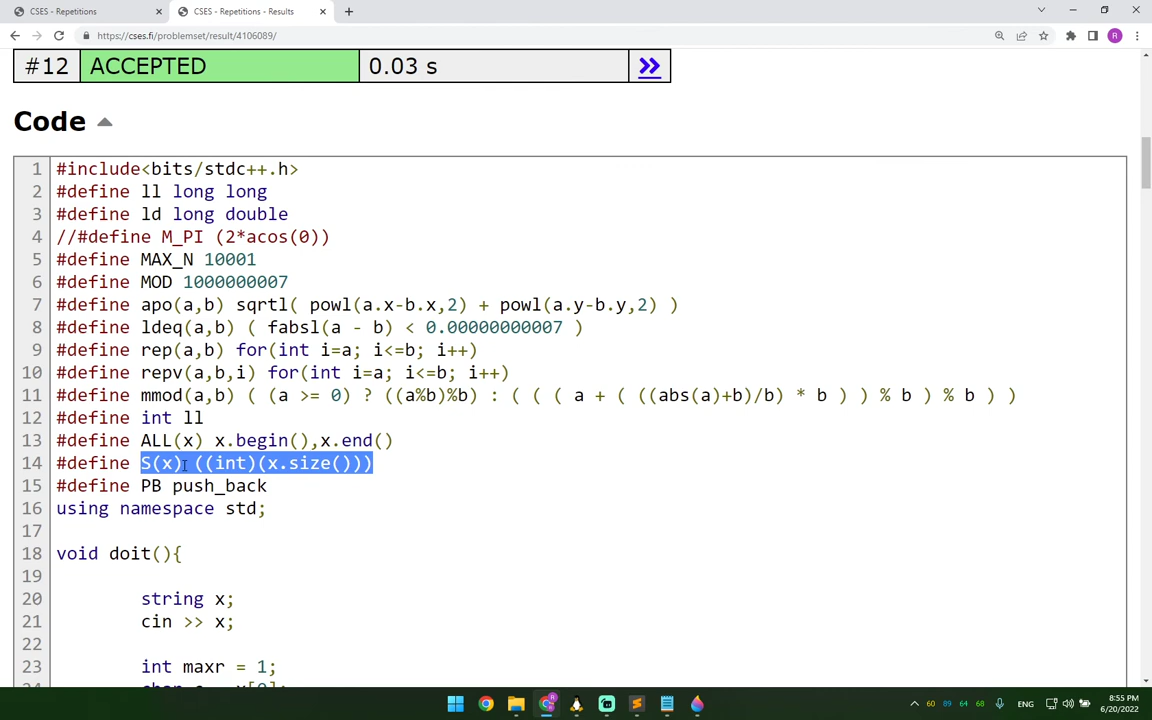 CSES - Repetitions
CSES - Repetitions - Results
https://cses.fi/problemset/result/4106089/
R
#12 ACCEPTED 0.03 s >>
Code
1 #include<bits/stdc++.h>
2 #define ll long long
3 #define ld long double
4 //#define M_PI (2*acos(0))
5 #define MAX_N 10001
6 #define MOD 1000000007
7 #define apo(a,b) sqrtl( powl(a.x-b.x,2) + powl(a.y-b.y,2) )
8 #define ldeq(a,b) ( fabsl(a - b) < 0.00000000007 )
9 #define rep(a,b) for(int i=a; i<=b; i++)
10 #define repv(a,b,i) for(int i=a; i<=b; i++)
11 #define mmod(a,b) ( (a >= 0) ? ((a%b)%b) : ( ( ( a + ( ((abs(a)+b)/b) * b ) ) % b ) % b ) )
12 #define int ll
13 #define ALL(x) x.begin(),x.end()
14 #define S(x) ((int)(x.size()))
15 #define PB push_back
16 using namespace std;
17
18 void doit(){
19
20 string x;
21 cin >> x;
22
23 int maxr = 1;
60 89 64 68 ENG 8:55 PM
6/20/2022